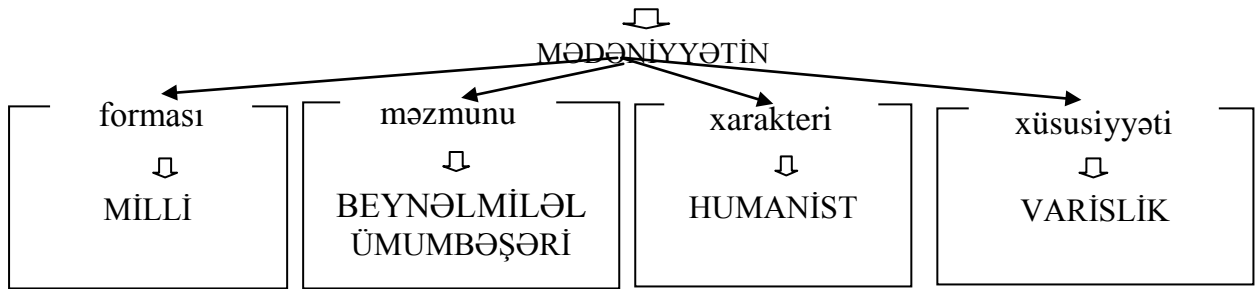 MƏDƏNİYYƏTİN
forması
MİLLİ
məzmunu
BEYNƏLMİLƏL
ÜMUMBƏŞƏRİ
xarakteri
HUMANİST
xüsusiyyəti
VARİSLİK